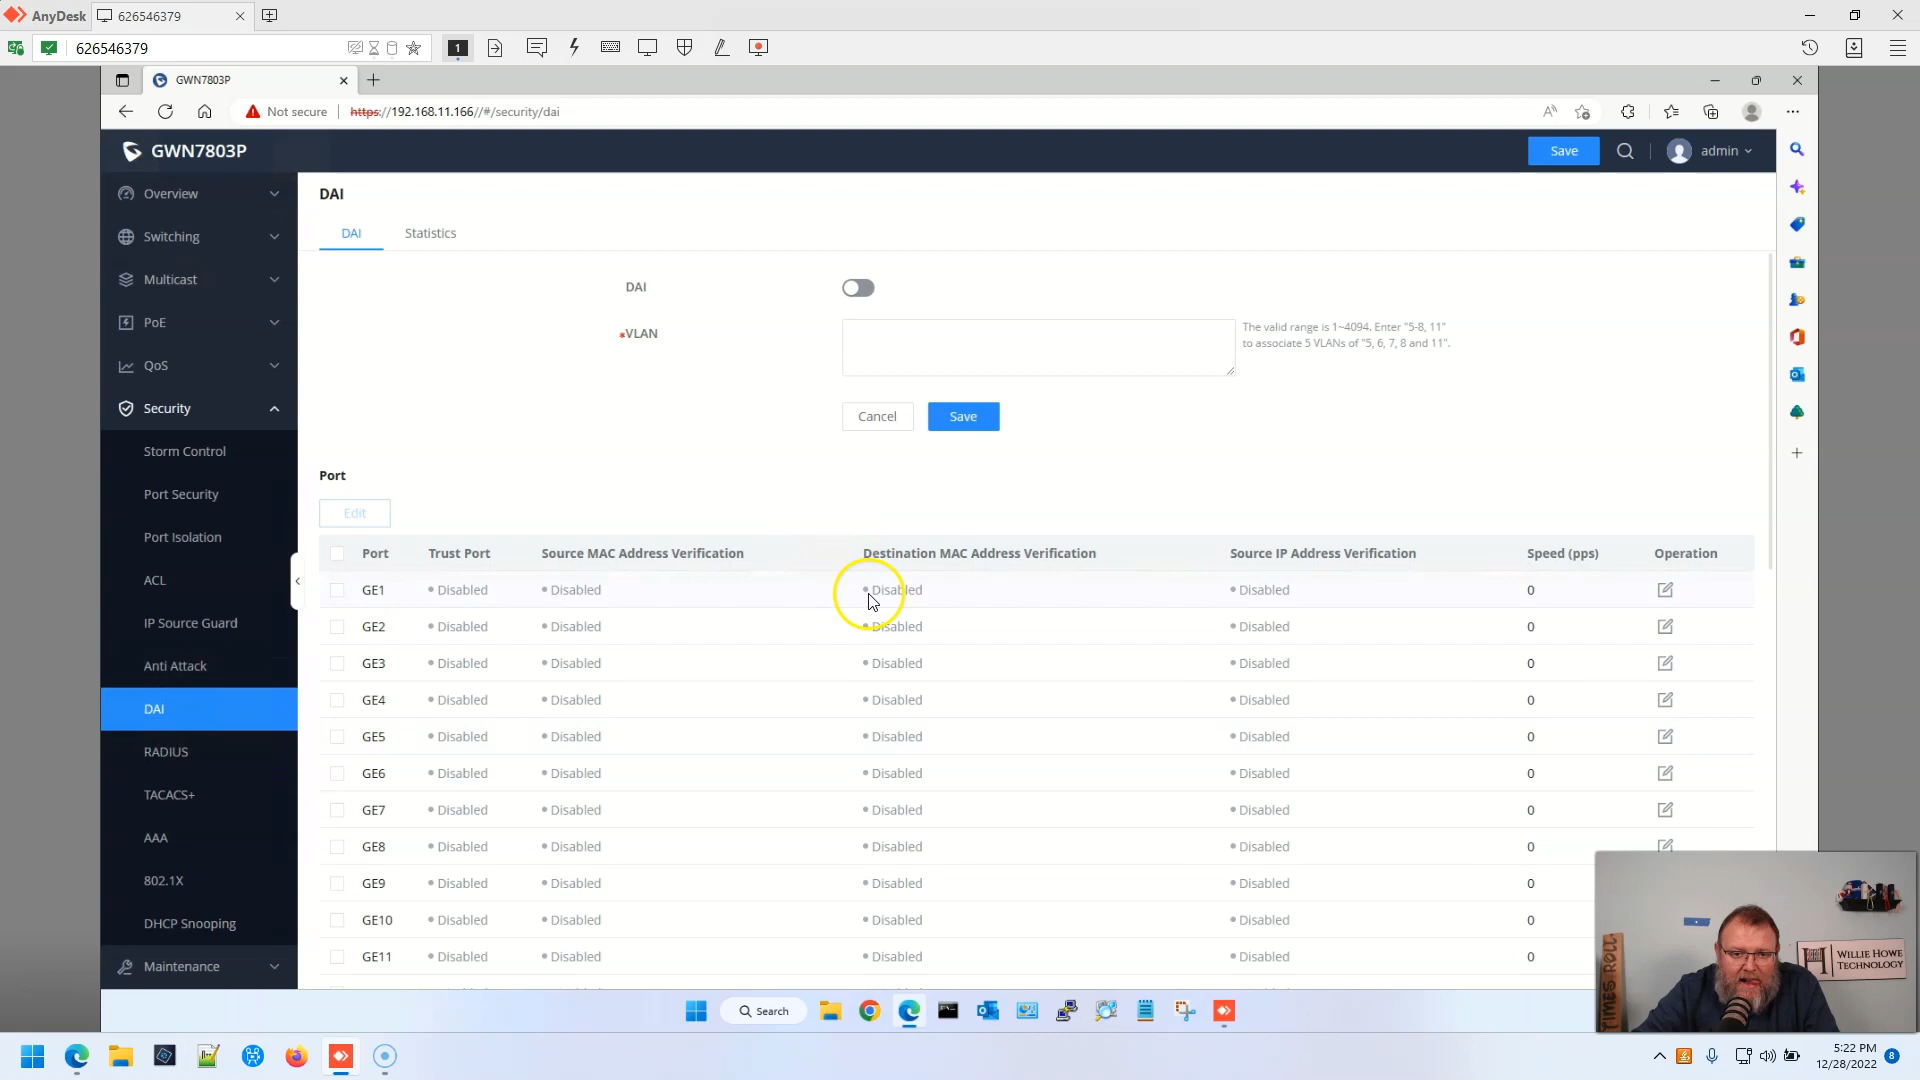 AnyDesk
626546379
626546379
1
GWN7803P
Not secure
https://192.168.11.166//#/security/dai
GWN7803P
Save
admin
Overview
Switching
Multicast
PoE
QoS
Security
Storm Control
Port Security
Port Isolation
ACL
IP Source Guard
Anti Attack
DAI
RADIUS
TACACS+
AAA
802.1X
DHCP Snooping
Maintenance
DAI
DAI Statistics
DAI
*VLAN
The valid range is 1~4094. Enter "5-8, 11"
to associate 5 VLANs of "5, 6, 7, 8 and 11".
Cancel Save
Port
Edit
Port Trust Port Source MAC Address Verification Destination MAC Address Verification Source IP Address Verification Speed (pps) Operation
GE1 Disabled Disabled Disabled Disabled 0
GE2 Disabled Disabled Disabled Disabled 0
GE3 Disabled Disabled Disabled Disabled 0
GE4 Disabled Disabled Disabled Disabled 0
GE5 Disabled Disabled Disabled Disabled 0
GE6 Disabled Disabled Disabled Disabled 0
GE7 Disabled Disabled Disabled Disabled 0
GE8 Disabled Disabled Disabled Disabled 0
GE9 Disabled Disabled Disabled Disabled 0
GE10 Disabled Disabled Disabled Disabled 0
GE11 Disabled Disabled Disabled Disabled 0
TIMES-ROLL
H
WILLIE HOWE
TECHNOLOGY
Search
5:22 PM
12/28/2022
8